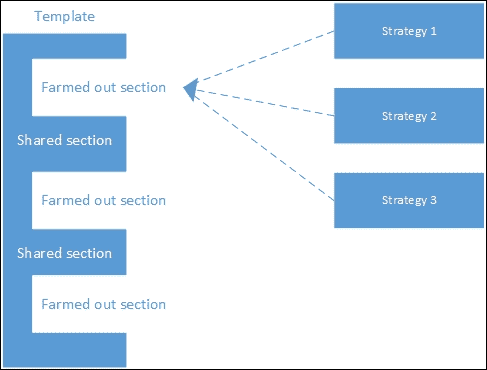 Template
Farmed out section
Shared section
Farmed out section
Shared section
Farmed out section
Strategy 1
Strategy 2
Strategy 3